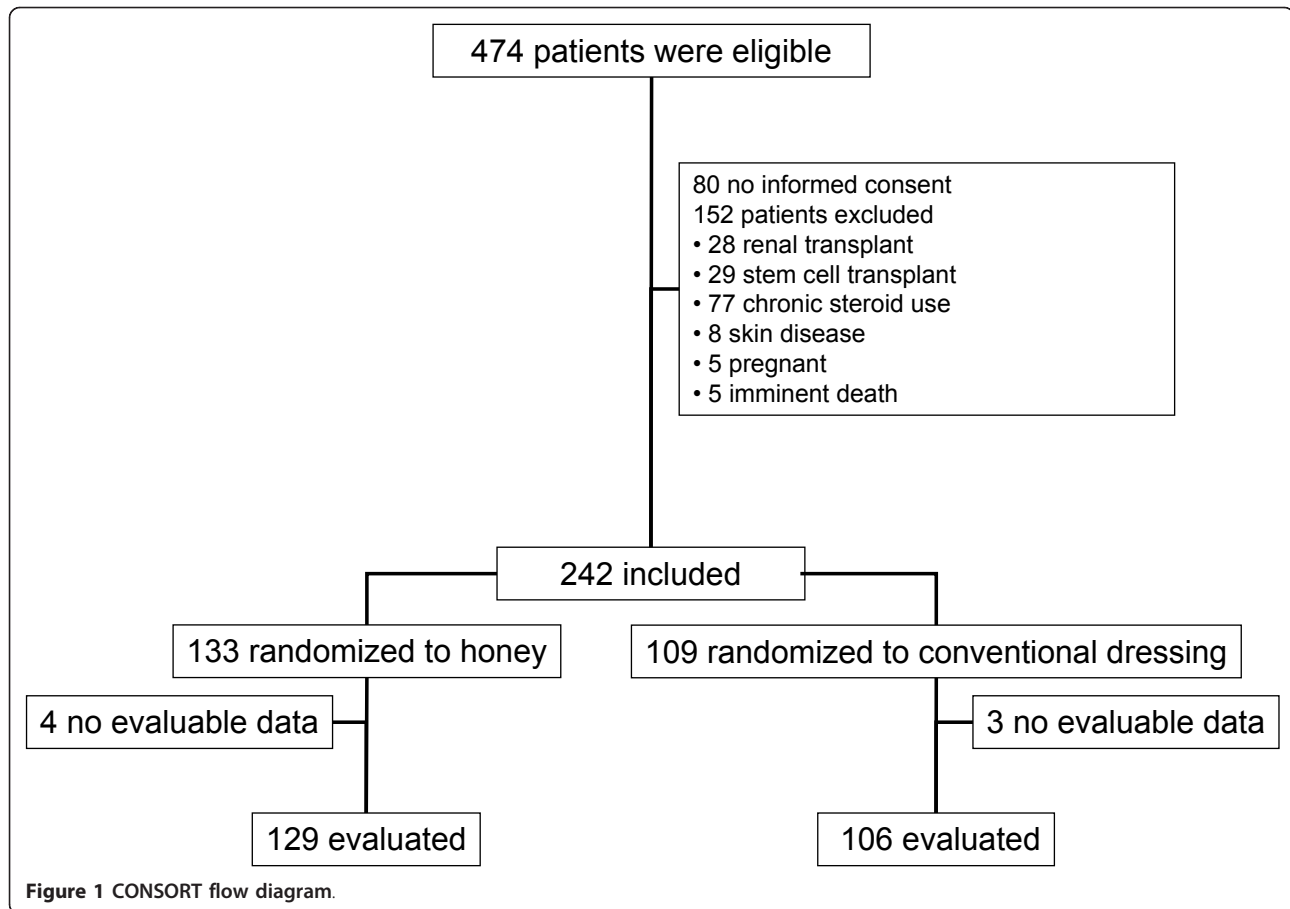 474 patients were eligible
80 no informed consent
152 patients excluded
• 28 renal transplant
• 29 stem cell transplant
• 77 chronic steroid use
• 8 skin disease
• 5 pregnant
• 5 imminent death
242 included
133 randomized to honey
109 randomized to conventional dressing
4 no evaluable data
3 no evaluable data
129 evaluated
106 evaluated
Figure 1 CONSORT flow diagram.